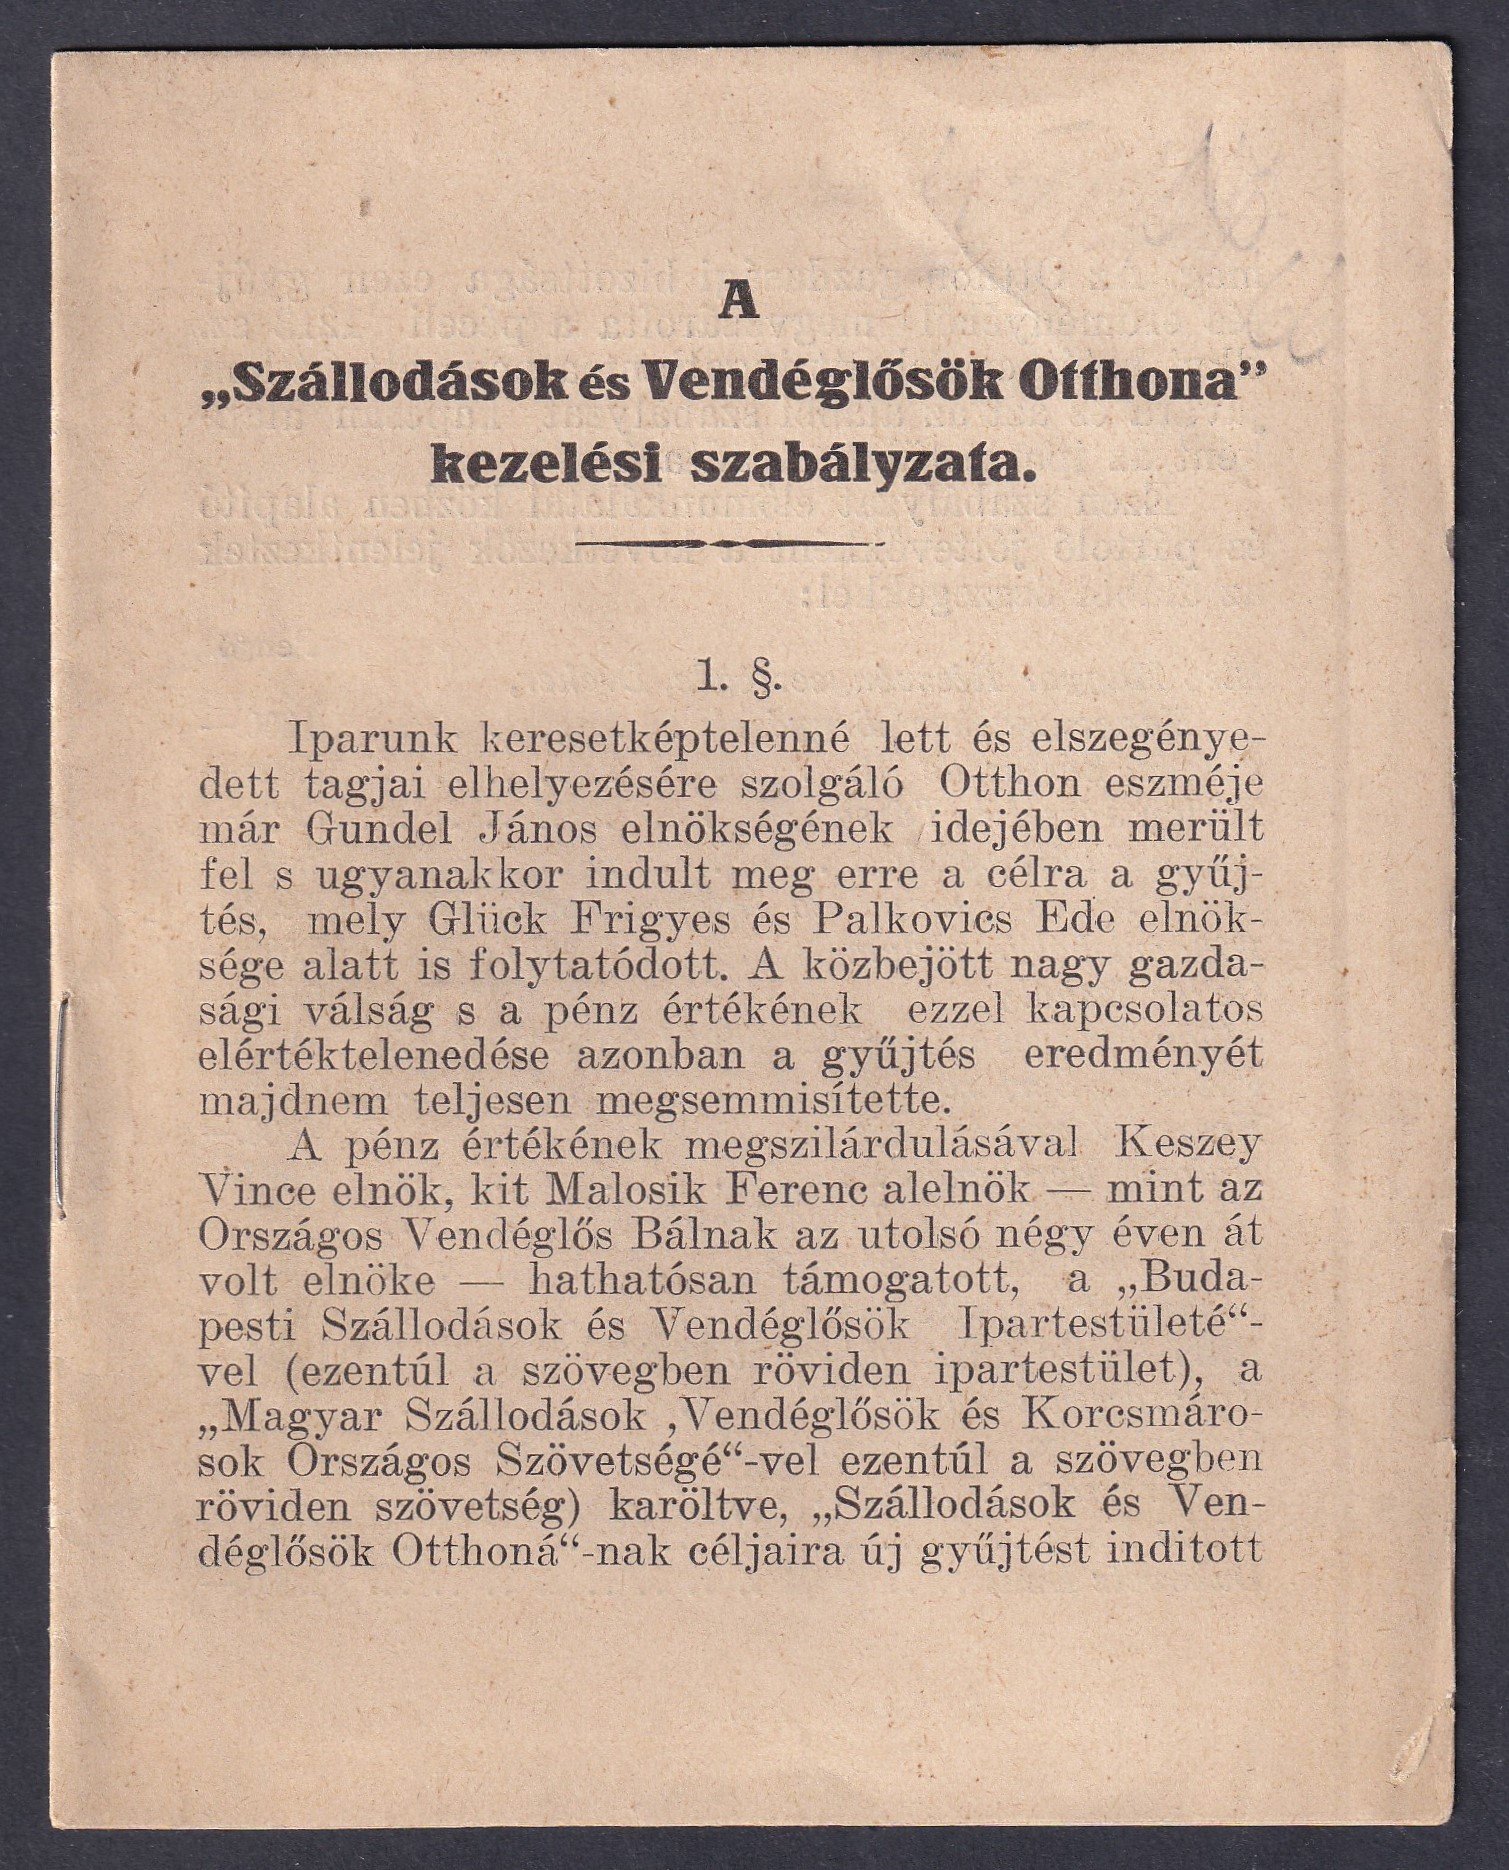 A
„Szállodások és Vendéglősök Otthona”
kezelési szabályzata.
1. §.
Iparunk keresetképtelenné lett és elszegénye-
dett tagjai elhelyezésére szolgáló Otthon eszméje
már Gundel János elnökségének idejében merült
fel s ugyanakkor indult meg erre a célra a gyűj-
tés, mely Glück Frigyes és Palkovics Ede elnök-
sége alatt is folytatódott. A közbejött nagy gazda-
sági válság s a pénz értékének ezzel kapcsolatos
elértéktelenedése azonban a gyűjtés eredményét
majdnem teljesen megsemmisítette.
A pénz értékének megszilárdulásával Keszey
Vince elnök, kit Malosik Ferenc alelnök — mint az
Országos Vendéglős Bálnak az utolsó négy éven át
volt elnöke — hathatósan támogatott, a „Buda-
pesti Szállodások és Vendéglősök Ipartestületé“-
vel (ezentúl a szövegben röviden ipartestület), a
„Magyar Szállodások ,Vendéglősök és Korcsmáro-
sok Országos Szövetségé“-vel ezentúl a szövegben
röviden szövetség) karöltve, „Szállodások és Ven-
déglősök Otthoná“-nak céljaira új gyűjtést inditott